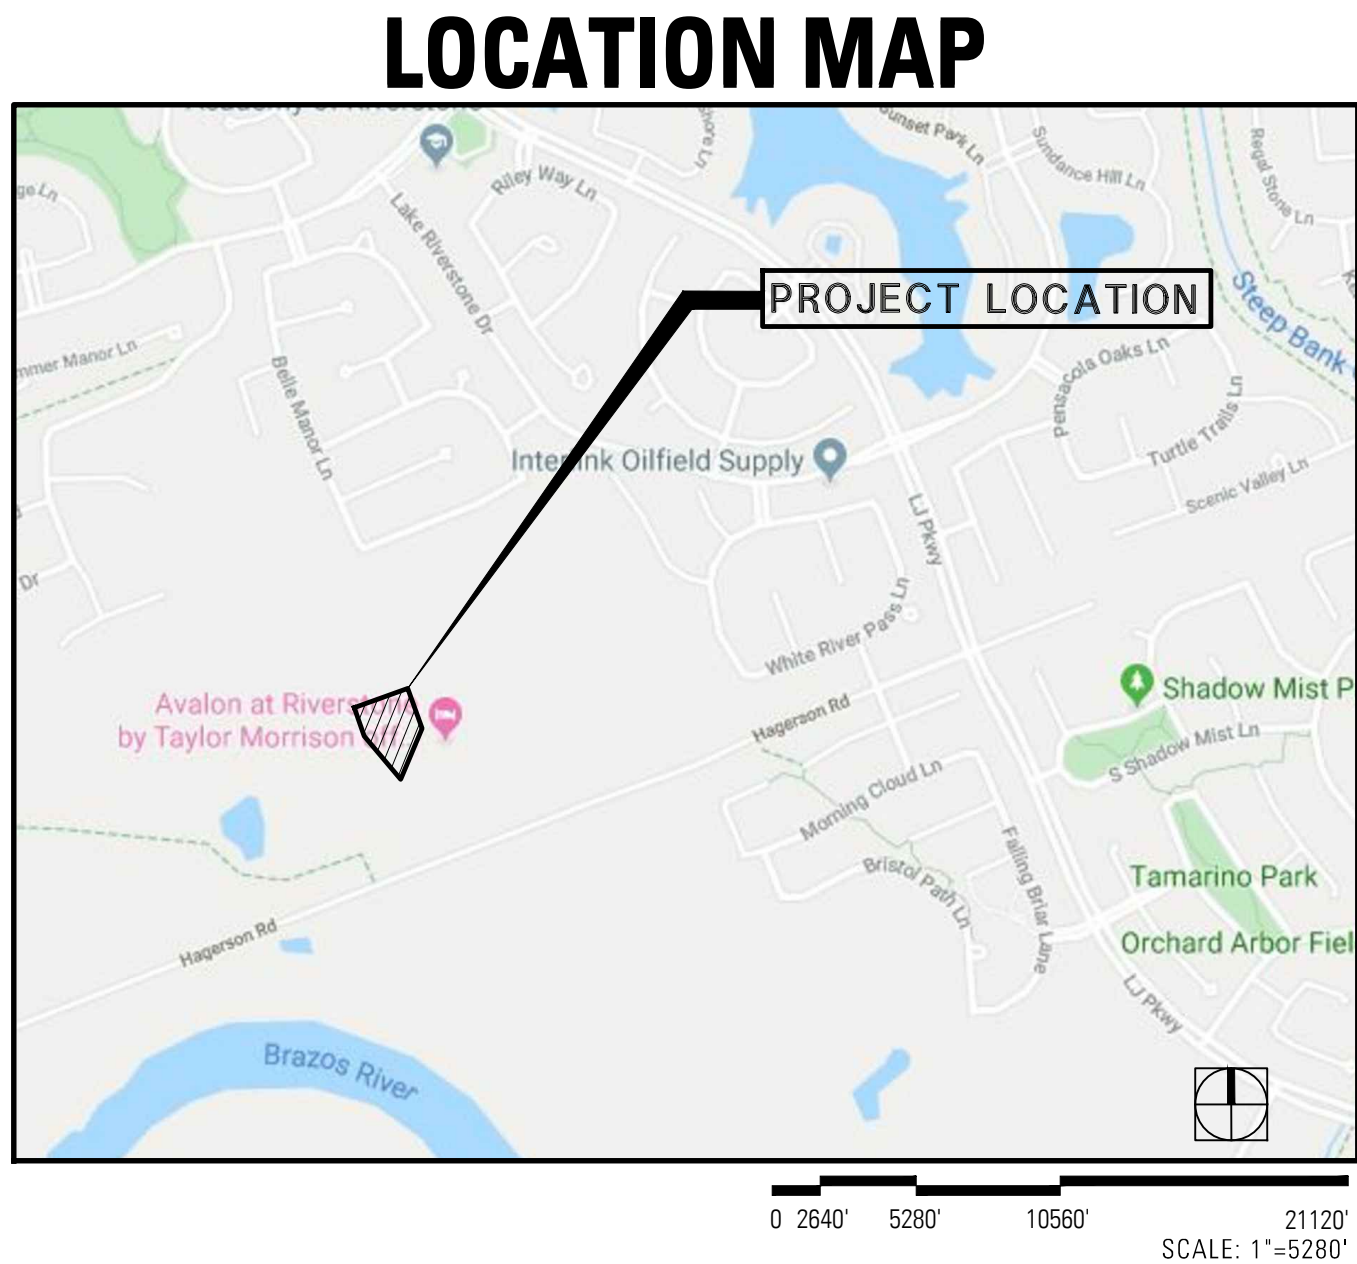 LOCATION MAP
Riley Way Ln
Sunset Park Ln
Sundance Hill Ln
Regal Stone Ln
Lake Riverstone Dr
PROJECT LOCATION
Steep Bank
Manor Ln
Belle Manor Ln
Pensacola Oaks Ln
Turtle Trails Ln
Scenic Valley Ln
Oilfield Supply
LJ Pkwy
Dr
White River Pass Ln
Shadow Mist P
Avalon at Riverstone
by Taylor Morrison
Hagerson Rd
S Shadow Mist Ln
Morning Cloud Ln
Falling Briar Lane
Bristol Path Ln
Tamarino Park
Hagerson Rd
Orchard Arbor Fiel
LJ Pkwy
Brazos River
0 2640' 5280' 10560' 21120'
SCALE: 1"=5280'